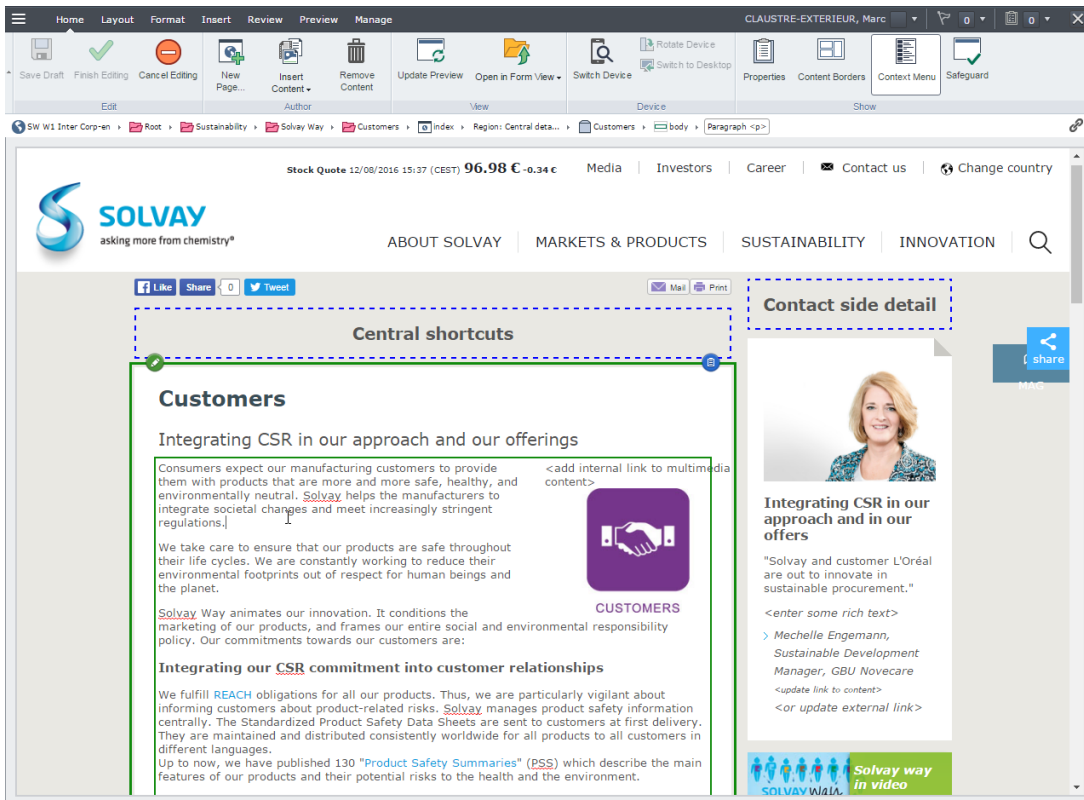 Home Layout Format Insert Review Preview Manage
CLAUSTRE-EXTERIEUR, Marc 0 0
Save Draft Finish Editing Cancel Editing
New Page...
Insert Content
Remove Content
Update Preview Open in Form View
Switch Device
Rotate Device
Switch to Desktop
Properties Content Borders Context Menu Safeguard
Edit Author View Device Show
SW W1 Inter Corp-en Root Sustainability Solvay Way Customers index Region: Central deta... Customers body Paragraph <p>
Stock Quote 12/08/2016 15:37 (CEST) 96.98 € -0.34 €
Media Investors Career Contact us Change country
SOLVAY
asking more from chemistry®
ABOUT SOLVAY MARKETS & PRODUCTS SUSTAINABILITY INNOVATION
Like Share 0 Tweet
Mail Print
Central shortcuts
Contact side detail
share
MAG
Customers
Integrating CSR in our approach and our offerings
Consumers expect our manufacturing customers to provide
them with products that are more and more safe, healthy, and
environmentally neutral. Solvay helps the manufacturers to
integrate societal changes and meet increasingly stringent
regulations.
<add internal link to multimedia
content>
CUSTOMERS
We take care to ensure that our products are safe throughout
their life cycles. We are constantly working to reduce their
environmental footprints out of respect for human beings and
the planet.
Solvay Way animates our innovation. It conditions the
marketing of our products, and frames our entire social and environmental responsibility
policy. Our commitments towards our customers are:
Integrating our CSR commitment into customer relationships
We fulfill REACH obligations for all our products. Thus, we are particularly vigilant about
informing customers about product-related risks. Solvay manages product safety information
centrally. The Standardized Product Safety Data Sheets are sent to customers at first delivery.
They are maintained and distributed consistently worldwide for all products to all customers in
different languages.
Up to now, we have published 130 "Product Safety Summaries" (PSS) which describe the main
features of our products and their potential risks to the health and the environment.
Integrating CSR in our
approach and in our
offers
"Solvay and customer L'Oréal
are out to innovate in
sustainable procurement."
<enter some rich text>
Mechelle Engemann,
Sustainable Development
Manager, GBU Novecare
<update link to content>
<or update external link>
SOLVAY WAY
Solvay way
in video